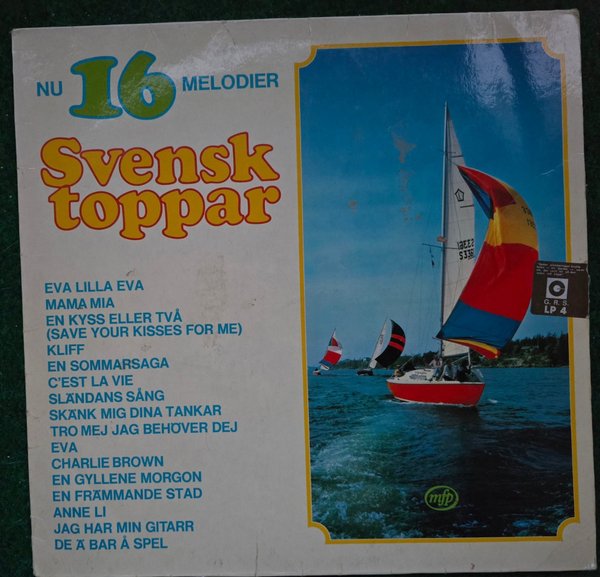 NU 16 MELODIER
Svensk
toppar
EVA LILLA EVA
MAMA MIA
EN KYSS ELLER TVÅ
(SAVE YOUR KISSES FOR ME)
KLIFF
EN SOMMARSAGA
C'EST LA VIE
SLÄNDANS SÅNG
SKÄNK MIG DINA TANKAR
TRO MEJ JAG BEHÖVER DEJ
EVA
CHARLIE BROWN
EN GYLLENE MORGON
EN FRÄMMANDE STAD
ANNE LI
JAG HAR MIN GITARR
DE Ä BAR Å SPEL
G.R.S.
LP 4
mfp